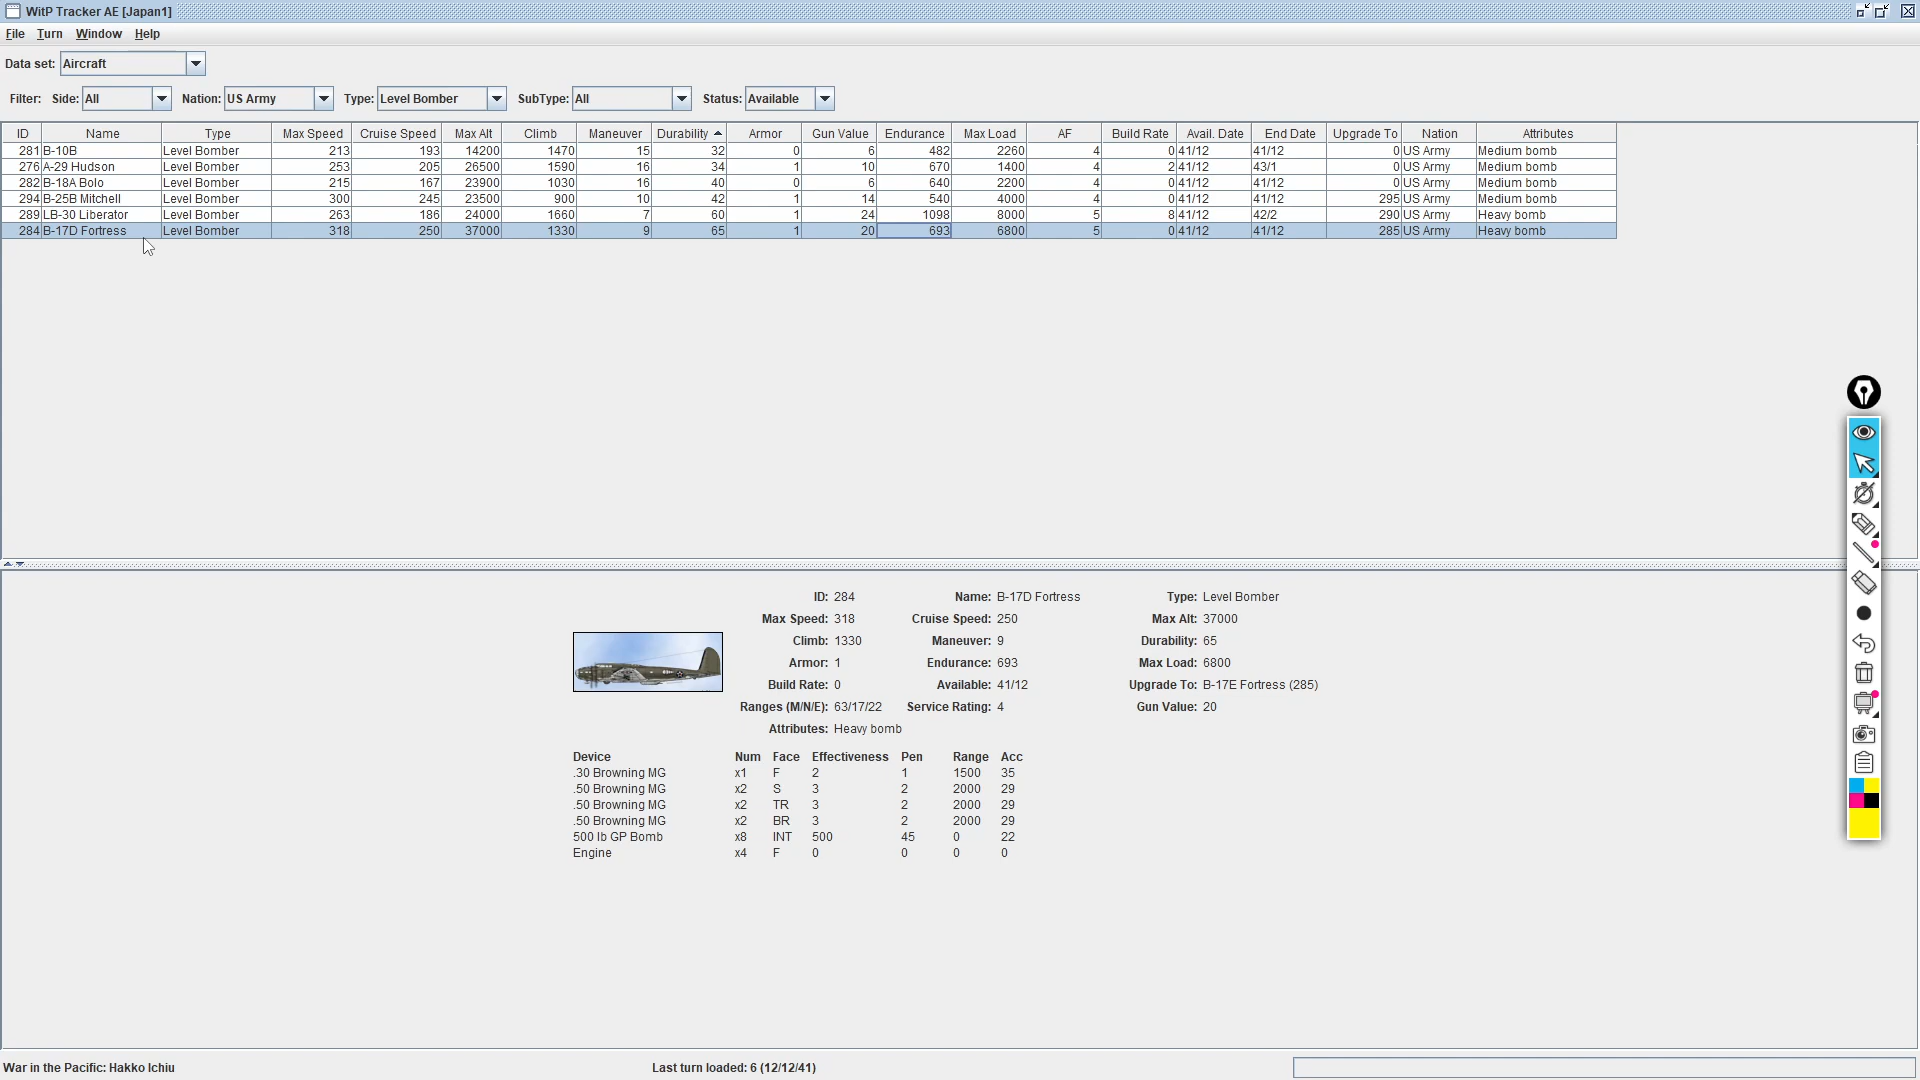 WitP Tracker AE [Japan1]
File Turn Window Help
Data set: Aircraft
Filter: Side: All Nation: US Army Type: Level Bomber SubType: All Status: Available
ID Name Type Max Speed Cruise Speed Max Alt Climb Maneuver Durability Armor Gun Value Endurance Max Load AF Build Rate Avail. Date End Date Upgrade To Nation Attributes
281 B-10B Level Bomber 213 193 14200 1470 15 32 0 6 482 2260 4 0 41/12 41/12 0 US Army Medium bomb
276 A-29 Hudson Level Bomber 253 205 26500 1590 16 34 1 10 670 1400 4 2 41/12 43/1 0 US Army Medium bomb
282 B-18A Bolo Level Bomber 215 167 23900 1030 16 40 0 6 640 2200 4 0 41/12 41/12 0 US Army Medium bomb
294 B-25B Mitchell Level Bomber 300 245 23500 900 10 42 1 14 540 4000 4 0 41/12 41/12 295 US Army Medium bomb
289 LB-30 Liberator Level Bomber 263 186 24000 1660 7 60 1 24 1098 8000 5 8 41/12 42/2 290 US Army Heavy bomb
284 B-17D Fortress Level Bomber 318 250 37000 1330 9 65 1 20 693 6800 5 0 41/12 41/12 285 US Army Heavy bomb
ID: 284 Name: B-17D Fortress Type: Level Bomber
Max Speed: 318 Cruise Speed: 250 Max Alt: 37000
Climb: 1330 Maneuver: 9 Durability: 65
Armor: 1 Endurance: 693 Max Load: 6800
Build Rate: 0 Available: 41/12 Upgrade To: B-17E Fortress (285)
Ranges (M/N/E): 63/17/22 Service Rating: 4 Gun Value: 20
Attributes: Heavy bomb
Device Num Face Effectiveness Pen Range Acc
.30 Browning MG x1 F 2 1 1500 35
.50 Browning MG x2 S 3 2 2000 29
.50 Browning MG x2 TR 3 2 2000 29
.50 Browning MG x2 BR 3 2 2000 29
500 lb GP Bomb x8 INT 500 45 0 22
Engine x4 F 0 0 0 0
War in the Pacific: Hakko Ichiu Last turn loaded: 6 (12/12/41)